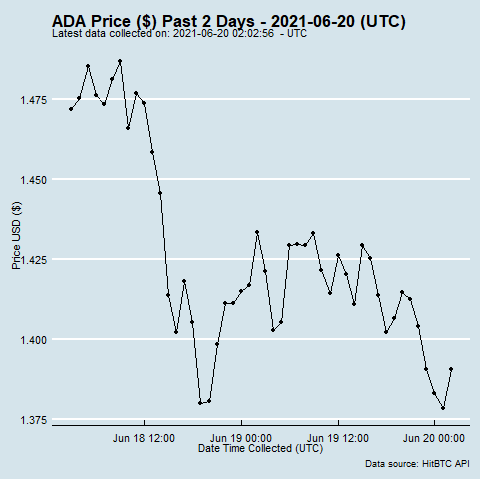 ADA Price ($) Past 2 Days - 2021-06-20 (UTC)
Latest data collected on: 2021-06-20 02:02:56 - UTC
Price USD ($)
1.475
1.450
1.425
1.400
1.375
Jun 18 12:00 Jun 19 00:00 Jun 19 12:00 Jun 20 00:00
Date Time Collected (UTC)
Data source: HitBTC API